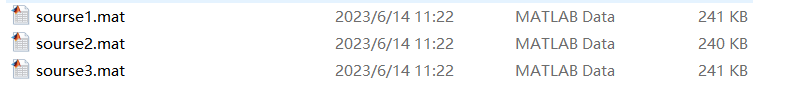 sourse1.mat 2023/6/14 11:22 MATLAB Data 241 KB
sourse2.mat 2023/6/14 11:22 MATLAB Data 240 KB
sourse3.mat 2023/6/14 11:22 MATLAB Data 241 KB